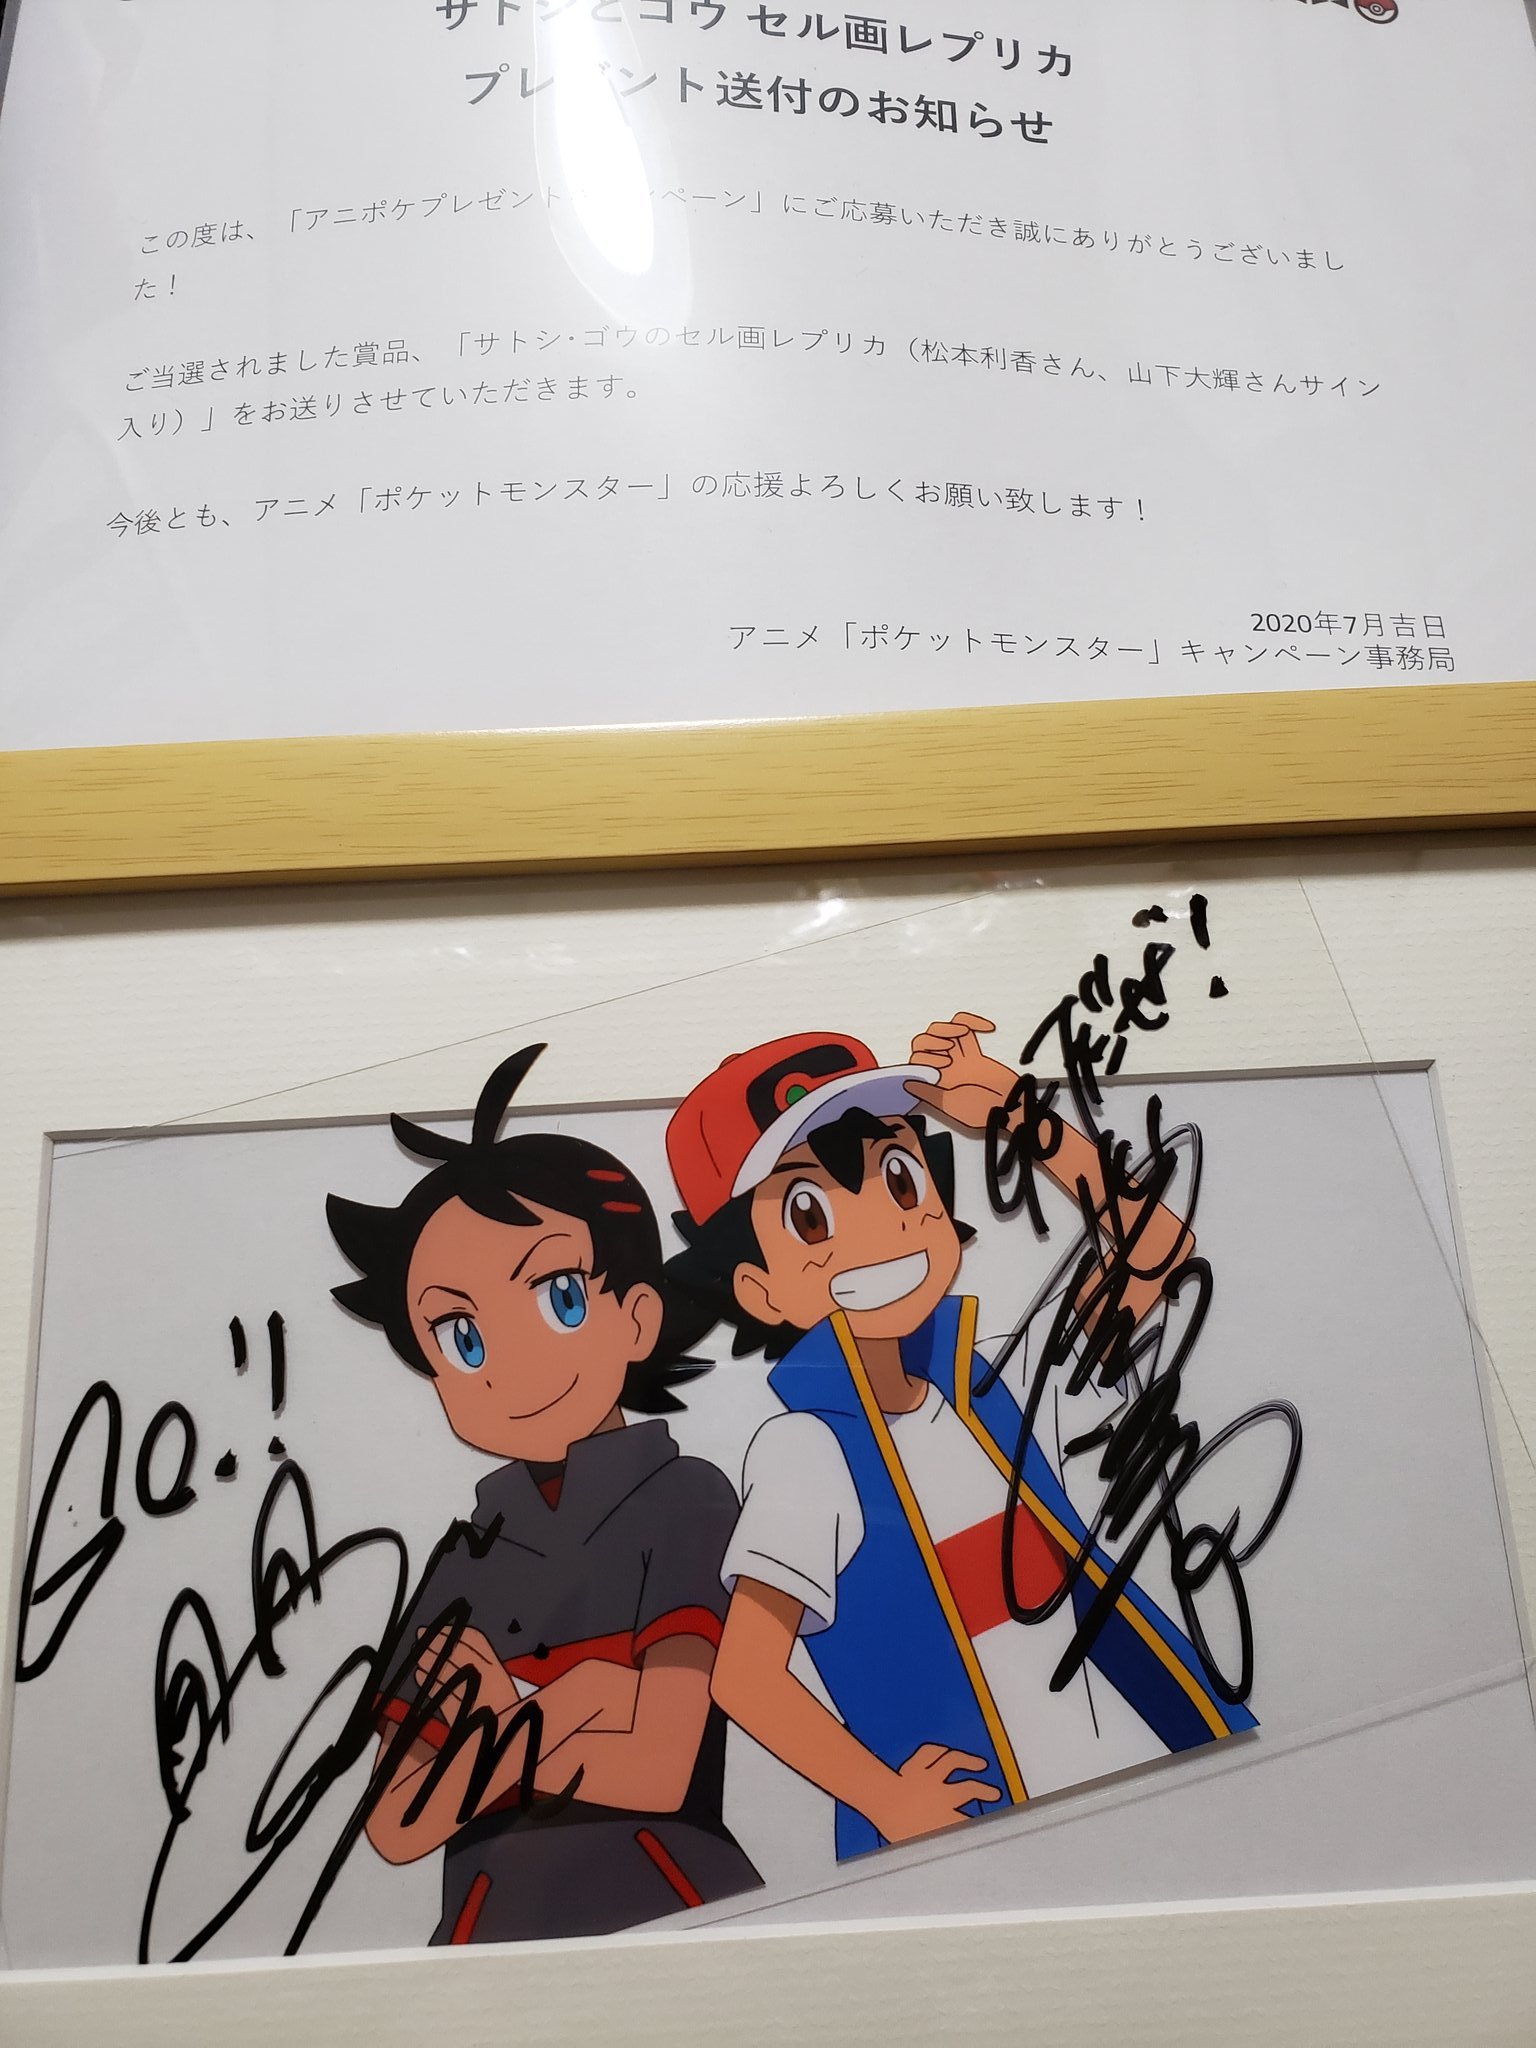 サトシとゴウ セル画レプリカ
プレゼント送付のお知らせ
この度は、「アニポケプレゼントキャンペーン」にご応募いただき誠にありがとうございまし
た！
ご当選されました賞品、「サトシ･ゴウのセル画レプリカ（松本利香さん、山下大輝さんサイン
入り）」をお送りさせていただきます。
今後とも、アニメ「ポケットモンスター」の応援よろしくお願い致します！
2020年7月吉日
アニメ「ポケットモンスター」キャンペーン事務局
Go!!